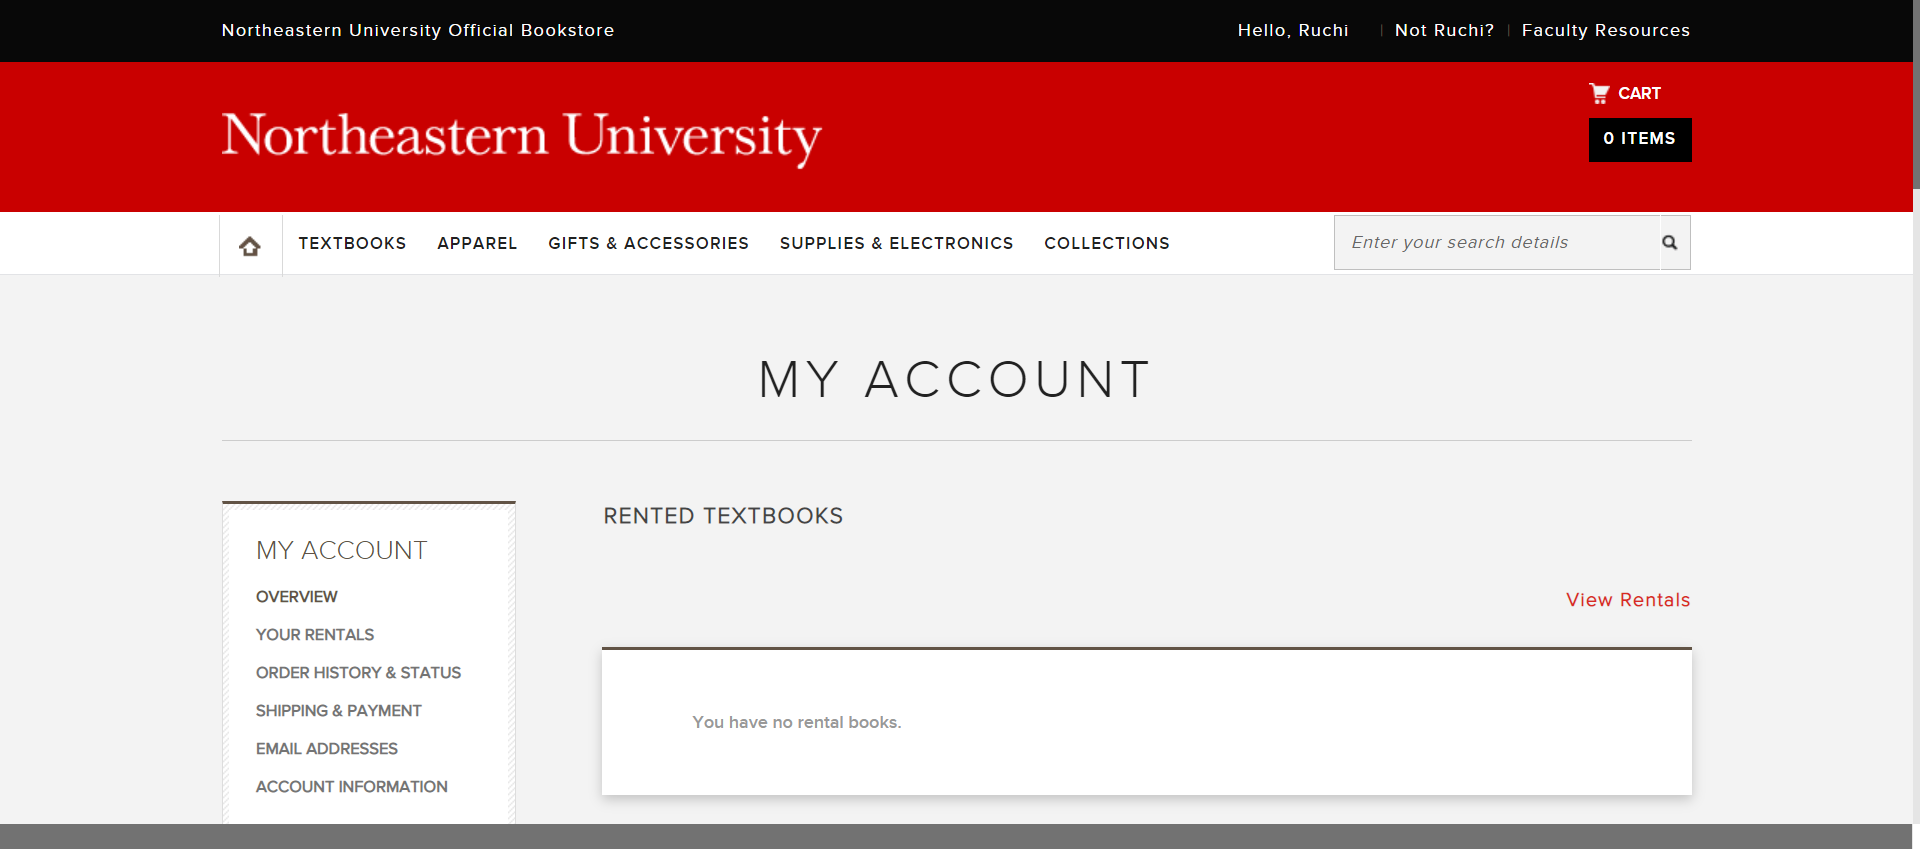 Northeastern University Official Bookstore
Hello, Ruchi | Not Ruchi? | Faculty Resources
CART
Northeastern University
0 ITEMS
TEXTBOOKS APPAREL GIFTS & ACCESSORIES SUPPLIES & ELECTRONICS COLLECTIONS Enter your search details
MY ACCOUNT
MY ACCOUNT
OVERVIEW
YOUR RENTALS
ORDER HISTORY & STATUS
SHIPPING & PAYMENT
EMAIL ADDRESSES
ACCOUNT INFORMATION
RENTED TEXTBOOKS
View Rentals
You have no rental books.